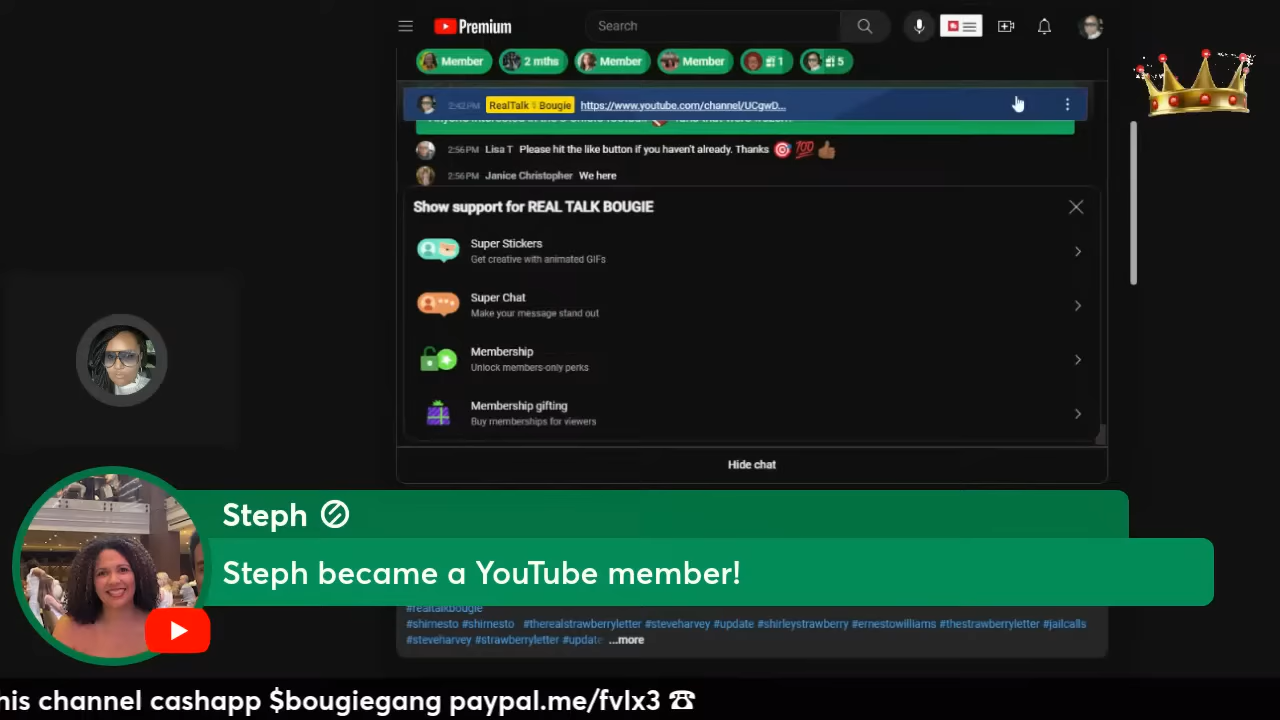 Premium
Search
Member
2 mths
Member
Member
1
5
2:42PM RealTalk Bougie https://www.youtube.com/channel/UCgwD...
2:56 PM Lisa T Please hit the like button if you haven't already. Thanks 🎯 💯 👍🏾
2:56 PM Janice Christopher We here
Show support for REAL TALK BOUGIE
Super Stickers
Get creative with animated GIFs
Super Chat
Make your message stand out
Membership
Unlock members-only perks
Membership gifting
Buy memberships for viewers
Hide chat
Steph
Steph became a YouTube member!
#realtalkbougie
#shirnesto #shirnesto #therealstrawberryletter #steveharvey #update #shirleystrawberry #ernestowilliams #thestrawberryletter #jailcalls
#steveharvey #strawberryletter #update ...more
his channel cashapp $bougiegang paypal.me/fvlx3 ☎